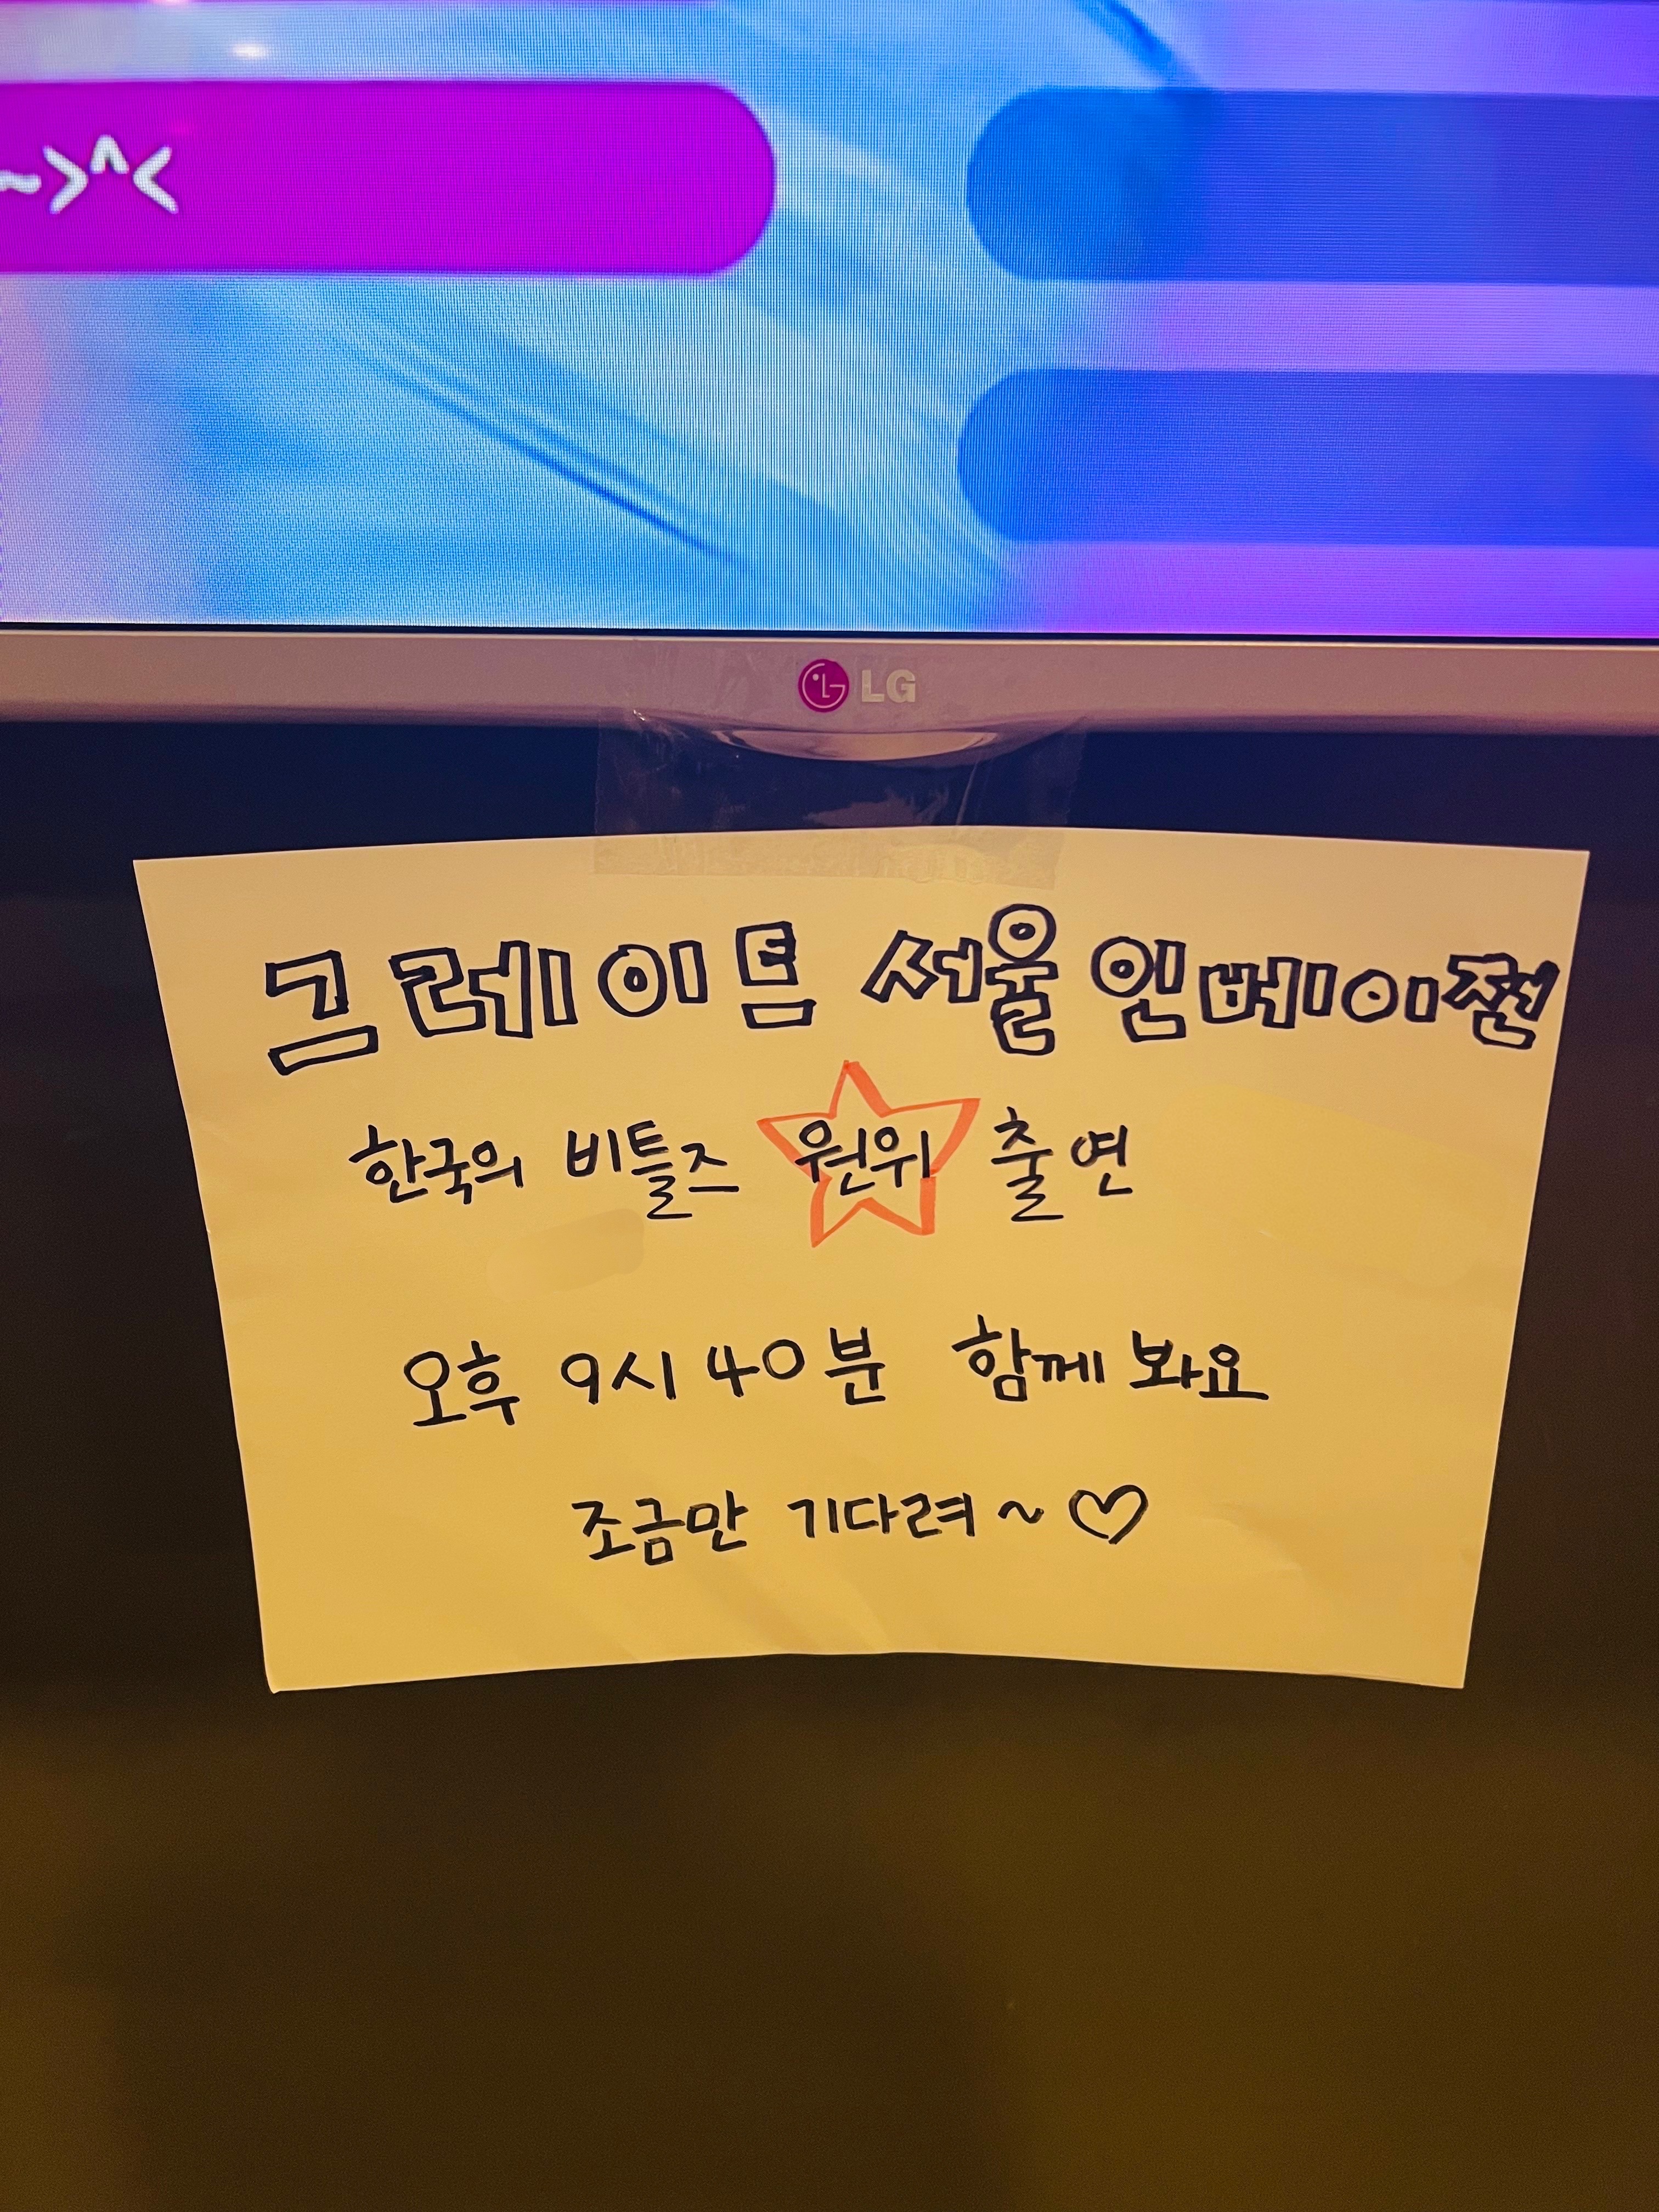 ~>^<
LG
그레이트 서울 인베이젼
한국의 비틀즈 원위 출연
오후 9시 40분 함께 봐요
조금만 기다려~♡